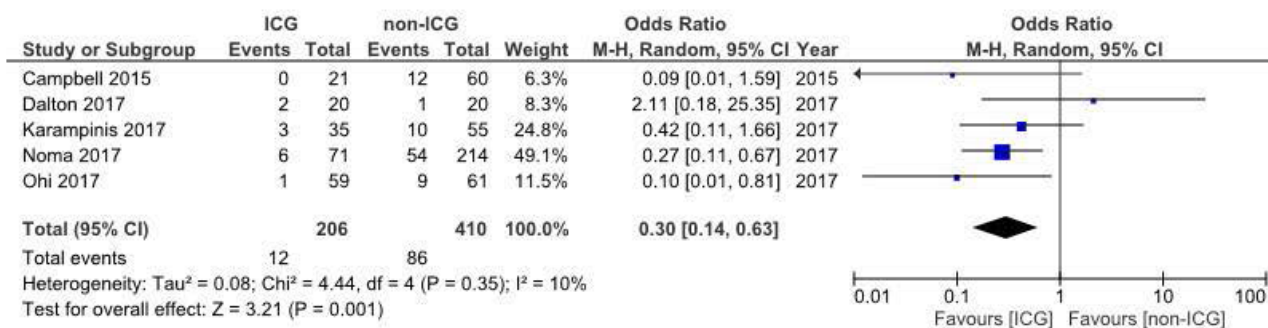 ICG non-ICG Odds Ratio Odds Ratio
Study or Subgroup Events Total Events Total Weight M-H, Random, 95% CI Year M-H, Random, 95% CI
Campbell 2015 0 21 12 60 6.3% 0.09 [0.01, 1.59] 2015
Dalton 2017 2 20 1 20 8.3% 2.11 [0.18, 25.35] 2017
Karampinis 2017 3 35 10 55 24.8% 0.42 [0.11, 1.66] 2017
Noma 2017 6 71 54 214 49.1% 0.27 [0.11, 0.67] 2017
Ohi 2017 1 59 9 61 11.5% 0.10 [0.01, 0.81] 2017
Total (95% CI) 206 410 100.0% 0.30 [0.14, 0.63]
Total events 12 86
Heterogeneity: Tau² = 0.08; Chi² = 4.44, df = 4 (P = 0.35); I² = 10%
Test for overall effect: Z = 3.21 (P = 0.001)
0.01 0.1 1 10 100
Favours [ICG] Favours [non-ICG]